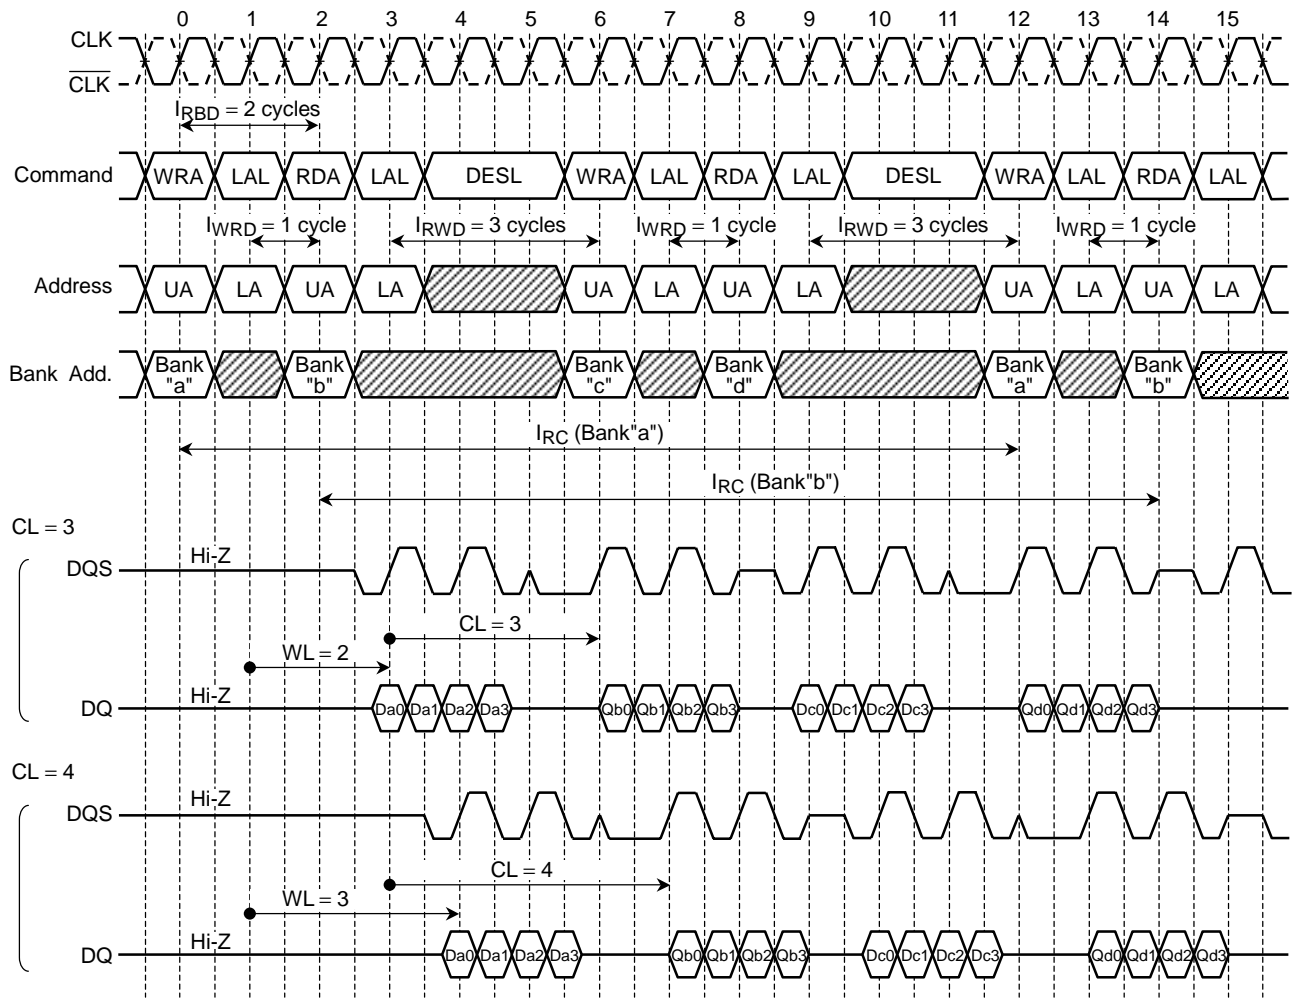 0 1 2 3 4 5 6 7 8 9 10 11 12 13 14 15
CLK
CLK
IRBD = 2 cycles
Command WRA LAL RDA LAL DESL WRA LAL RDA LAL DESL WRA LAL RDA LAL
IWRD = 1 cycle IRWD = 3 cycles IWRD = 1 cycle IRWD = 3 cycles IWRD = 1 cycle
Address UA LA UA LA UA LA UA LA UA LA UA LA
Bank Add. Bank "a" Bank "b" Bank "c" Bank "d" Bank "a" Bank "b"
IRC (Bank"a")
IRC (Bank"b")
CL = 3
DQS Hi-Z
CL = 3
WL = 2
DQ Hi-Z Da0 Da1 Da2 Da3 Qb0 Qb1 Qb2 Qb3 Dc0 Dc1 Dc2 Dc3 Qd0 Qd1 Qd2 Qd3
CL = 4
DQS Hi-Z
CL = 4
WL = 3
DQ Hi-Z Da0 Da1 Da2 Da3 Qb0 Qb1 Qb2 Qb3 Dc0 Dc1 Dc2 Dc3 Qd0 Qd1 Qd2 Qd3